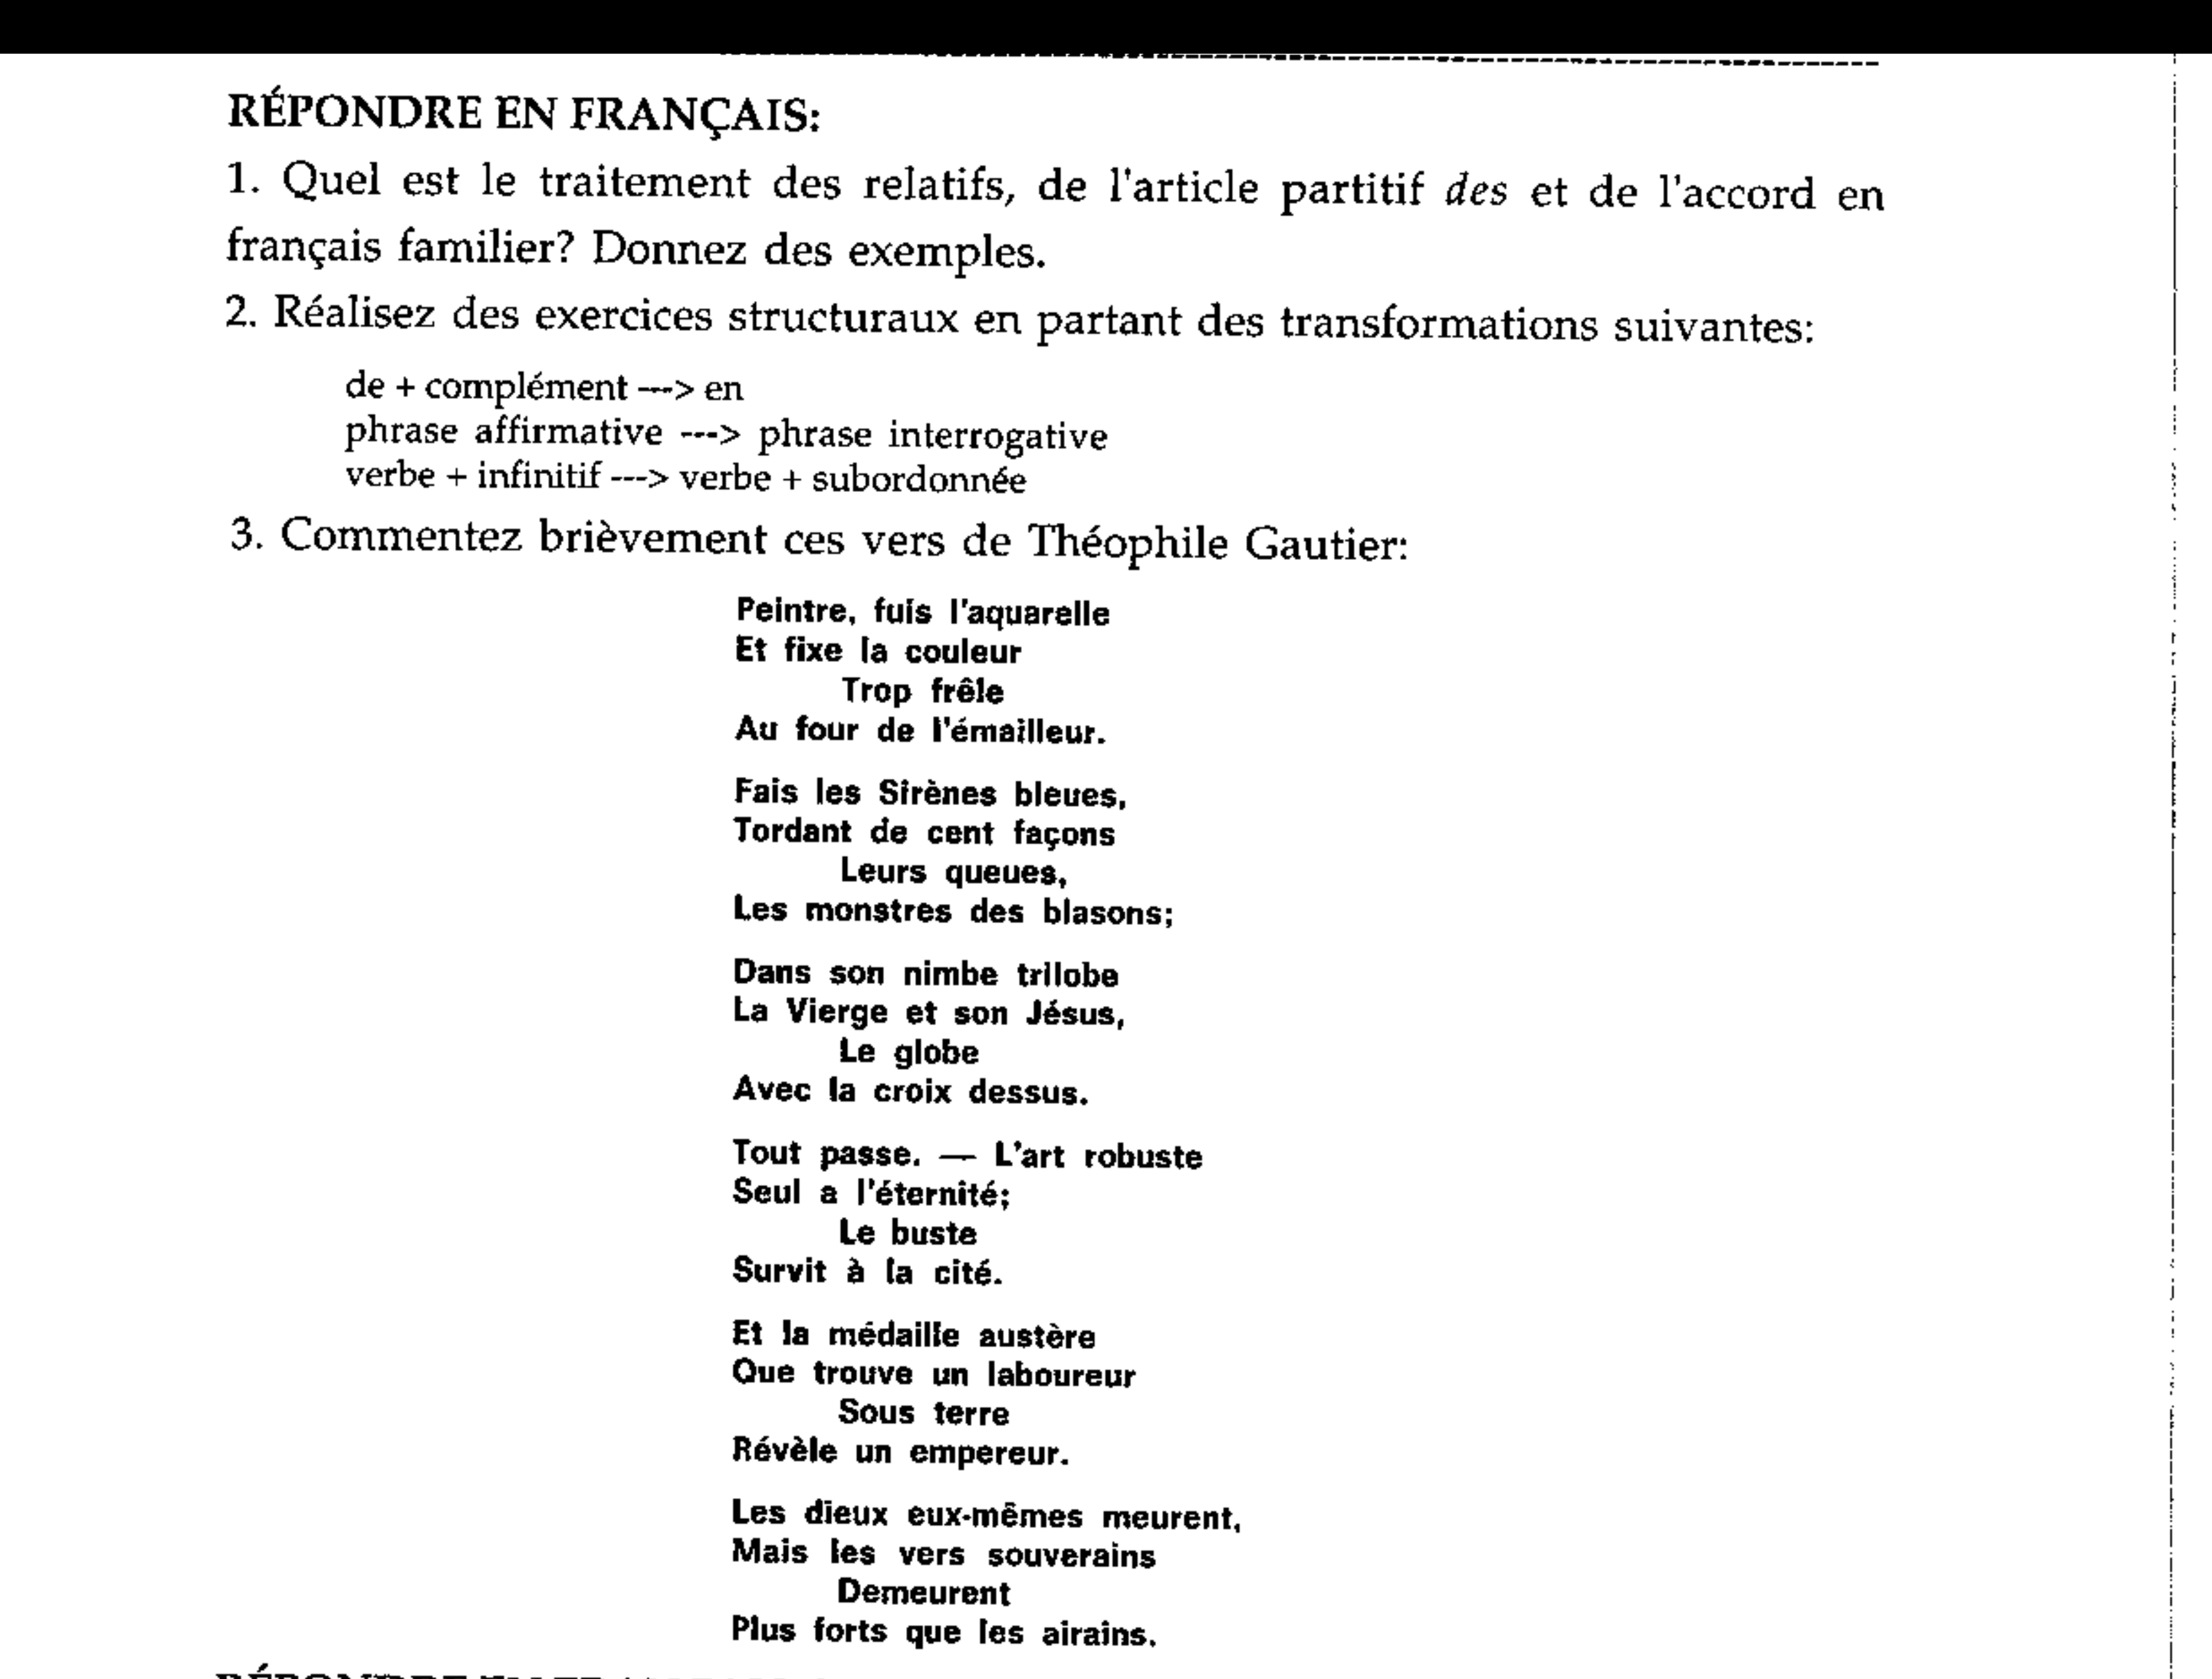 RÉPONDRE EN FRANÇAIS:
1. Quel est le traitement des relatifs, de l'article partitif des et de l'accord en
français familier? Donnez des exemples.
2. Réalisez des exercices structuraux en partant des transformations suivantes:
de + complément ---> en
phrase affirmative ---> phrase interrogative
verbe + infinitif ---> verbe + subordonnée
3. Commentez brièvement ces vers de Théophile Gautier:
Peintre, fuis l'aquarelle
Et fixe la couleur
Trop frêle
Au four de l'émailleur.
Fais les Sirènes bleues,
Tordant de cent façons
Leurs queues,
Les monstres des blasons;
Dans son nimbe trilobe
La Vierge et son Jésus,
Le globe
Avec la croix dessus.
Tout passe. — L'art robuste
Seul a l'éternité;
Le buste
Survit à la cité.
Et la médaille austère
Que trouve un laboureur
Sous terre
Révèle un empereur.
Les dieux eux-mêmes meurent,
Mais les vers souverains
Demeurent
Plus forts que les airains.